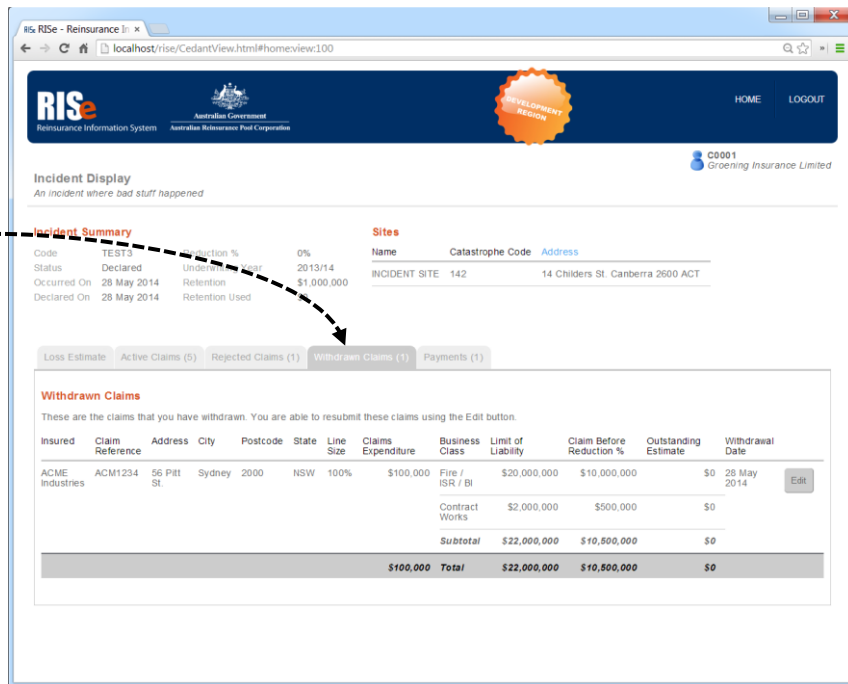 RISe RISe - Reinsurance In ×
localhost/rise/CedantView.html#home:view:100
RISe
Reinsurance Information System
Australian Government
Australian Reinsurance Pool Corporation
DEVELOPMENT
REGION
HOME LOGOUT
C0001
Groening Insurance Limited
Incident Display
An incident where bad stuff happened
Incident Summary
Code TEST3 Reduction % 0%
Status Declared Underwriting Year 2013/14
Occurred On 28 May 2014 Retention $1,000,000
Declared On 28 May 2014 Retention Used
Sites
Name Catastrophe Code Address
INCIDENT SITE 142 14 Childers St. Canberra 2600 ACT
Loss Estimate Active Claims (5) Rejected Claims (1) Withdrawn Claims (1) Payments (1)
Withdrawn Claims
These are the claims that you have withdrawn. You are able to resubmit these claims using the Edit button.
Insured Claim Address City Postcode State Line Claims Business Limit of Claim Before Outstanding Withdrawal
Reference Size Expenditure Class Liability Reduction % Estimate Date
ACME ACM1234 56 Pitt Sydney 2000 NSW 100% $100,000 Fire / $20,000,000 $10,000,000 $0 28 May Edit
Industries St. ISR / BI 2014
Contract $2,000,000 $500,000 $0
Works
Subtotal $22,000,000 $10,500,000 $0
$100,000 Total $22,000,000 $10,500,000 $0